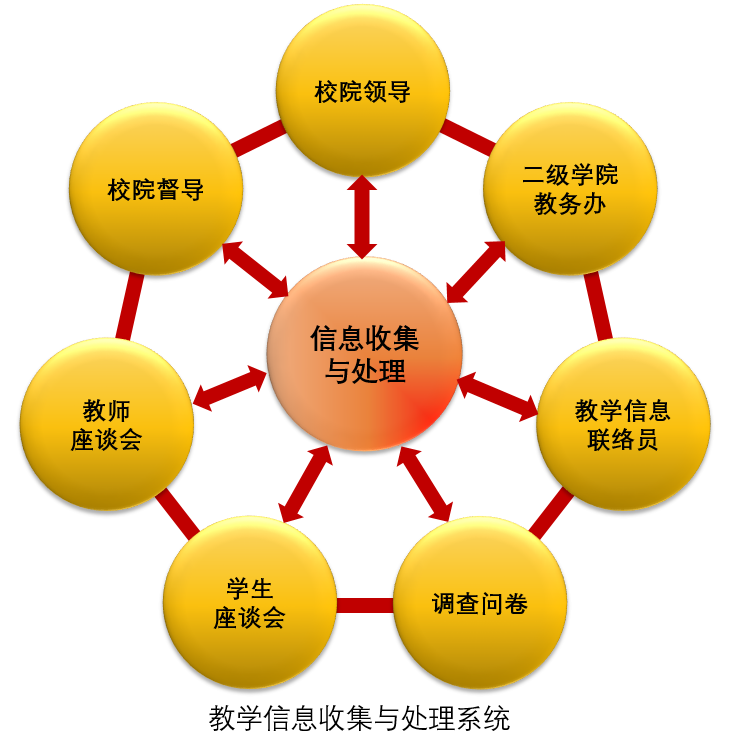 校院领导
校院督导
二级学院
教务办
信息收集
与处理
教师
座谈会
教学信息
联络员
学生
座谈会
调查问卷
教学信息收集与处理系统